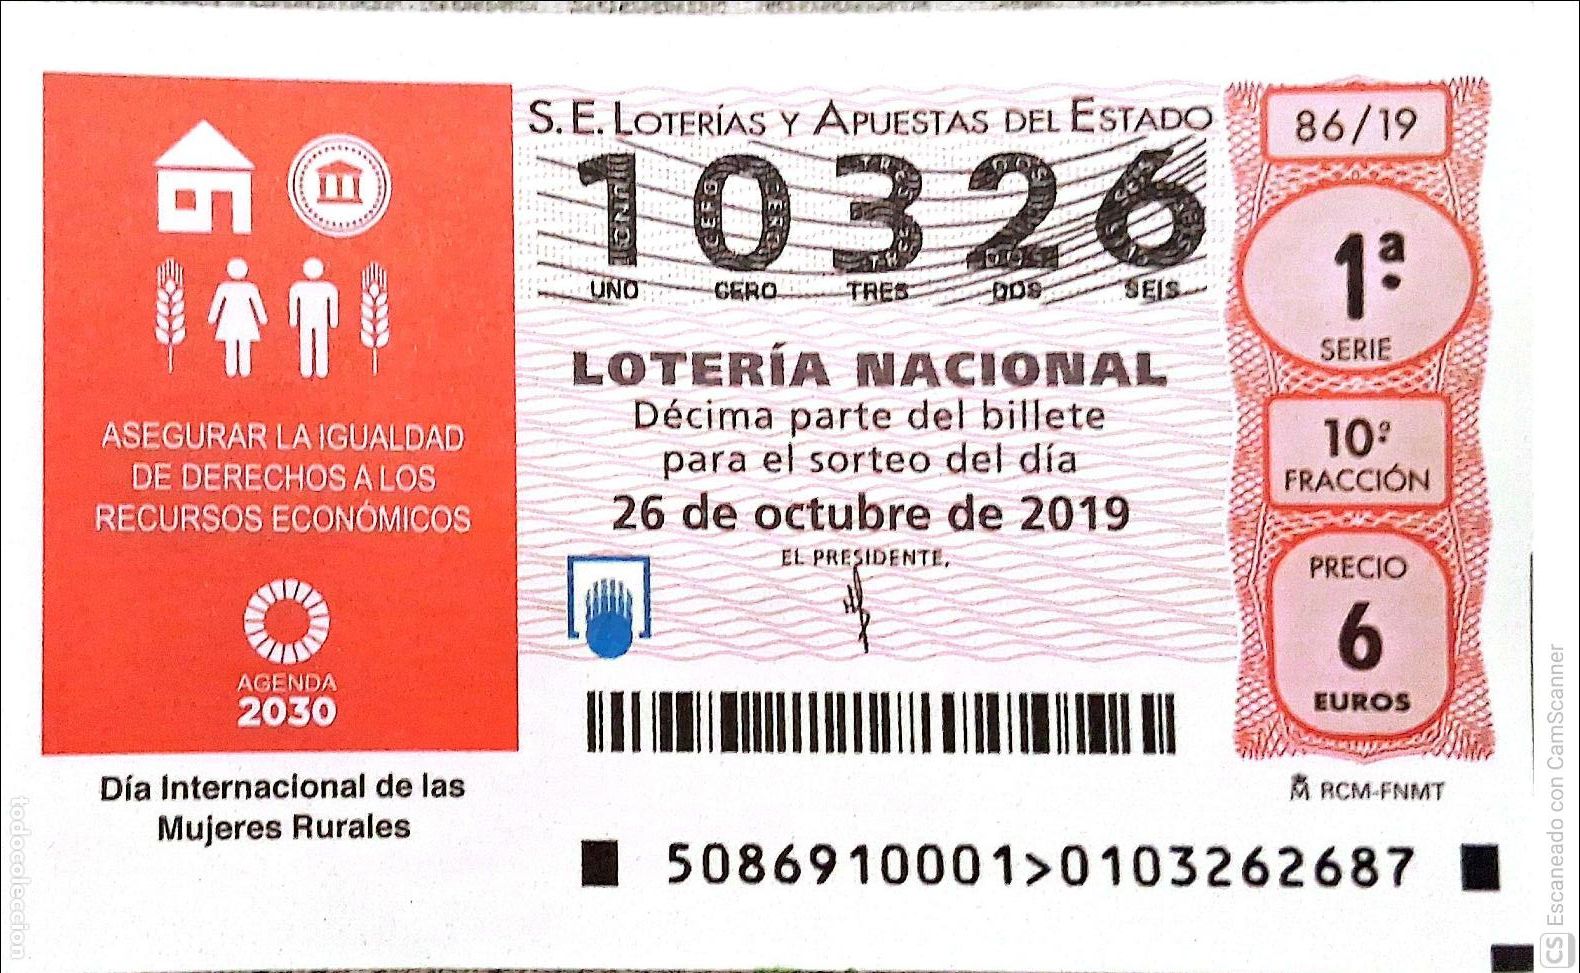 S. E. LOTERÍAS Y APUESTAS DEL ESTADO
10326
UNO CERO TRES DOS SEIS
LOTERÍA NACIONAL
Décima parte del billete
para el sorteo del día
26 de octubre de 2019
EL PRESIDENTE,
86/19
1ª
SERIE
10ª
FRACCIÓN
PRECIO
6
EUROS
RCM-FNMT
ASEGURAR LA IGUALDAD
DE DERECHOS A LOS
RECURSOS ECONÓMICOS
AGENDA
2030
Día Internacional de las
Mujeres Rurales
5086910001>0103262687
todocoleccion
CS Escaneado con CamScanner